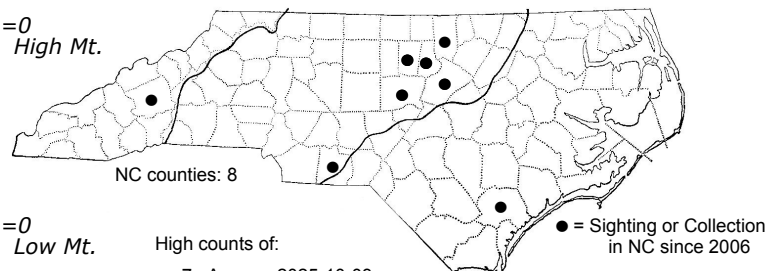 =0
High Mt.
NC counties: 8
=0
Low Mt.
High counts of:
● = Sighting or Collection
in NC since 2006